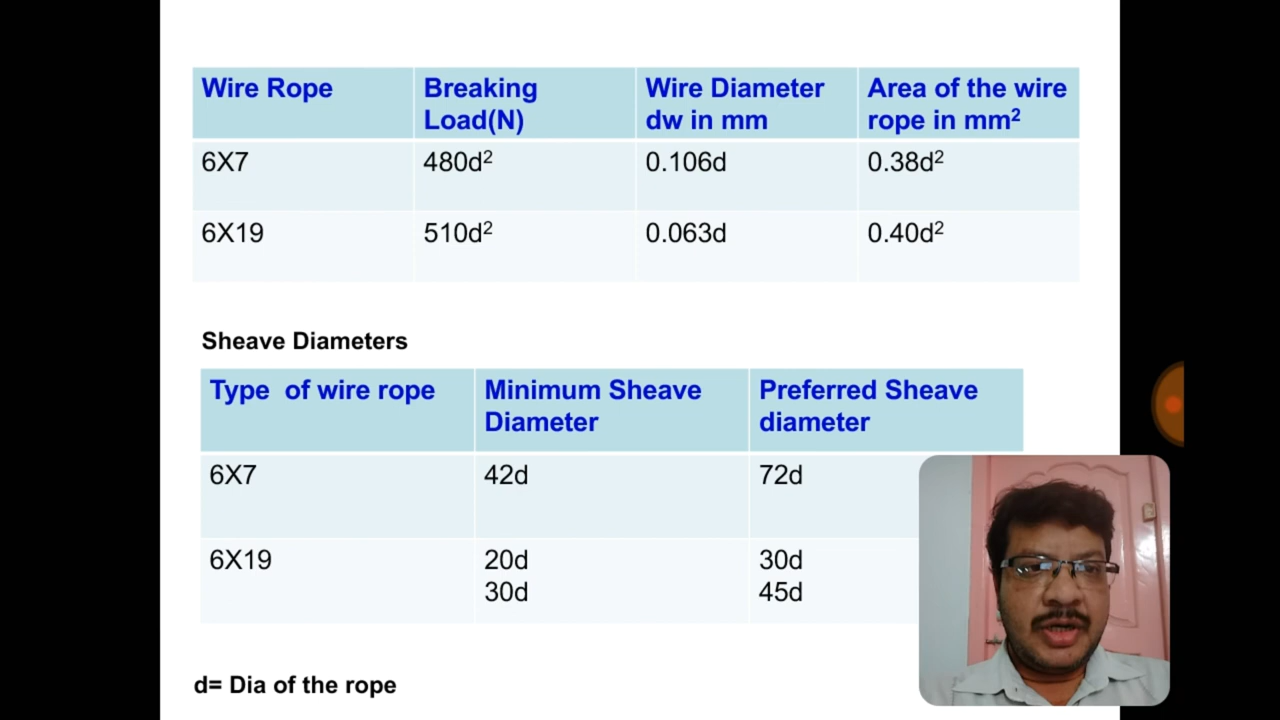 Wire Rope
Breaking Load(N)
Wire Diameter dw in mm
Area of the wire rope in mm²
6X7
480d²
0.106d
0.38d²
6X19
510d²
0.063d
0.40d²
Sheave Diameters
Type of wire rope
Minimum Sheave Diameter
Preferred Sheave diameter
6X7
42d
72d
6X19
20d
30d
30d
45d
d= Dia of the rope